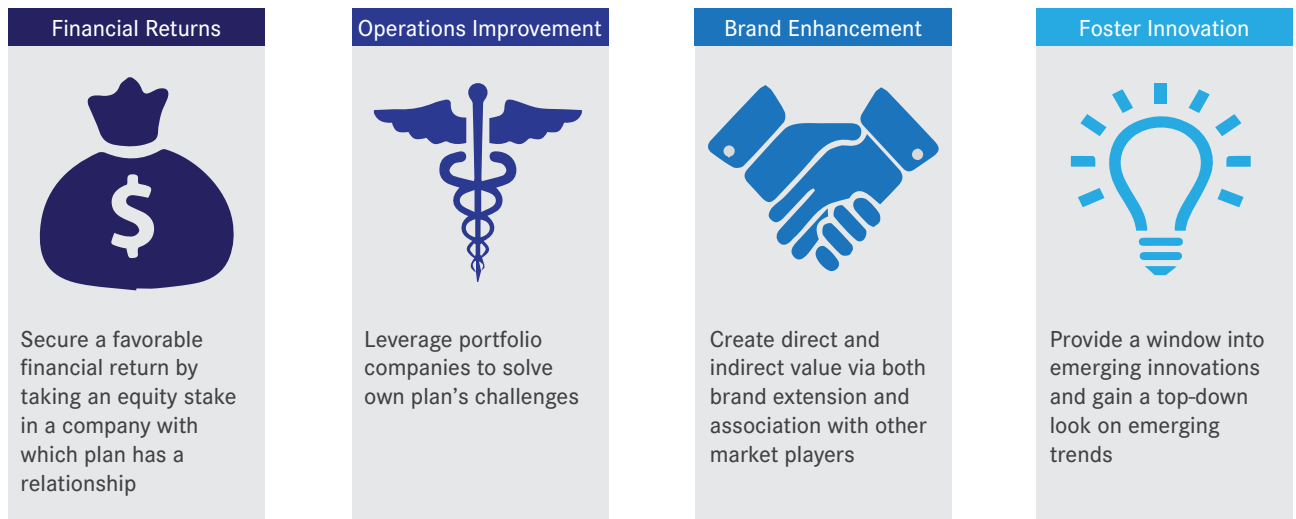 Financial Returns
$
Secure a favorable
financial return by
taking an equity stake
in a company with
which plan has a
relationship
Operations Improvement
Leverage portfolio
companies to solve
own plan's challenges
Brand Enhancement
Create direct and
indirect value via both
brand extension and
association with other
market players
Foster Innovation
Provide a window into
emerging innovations
and gain a top-down
look on emerging
trends